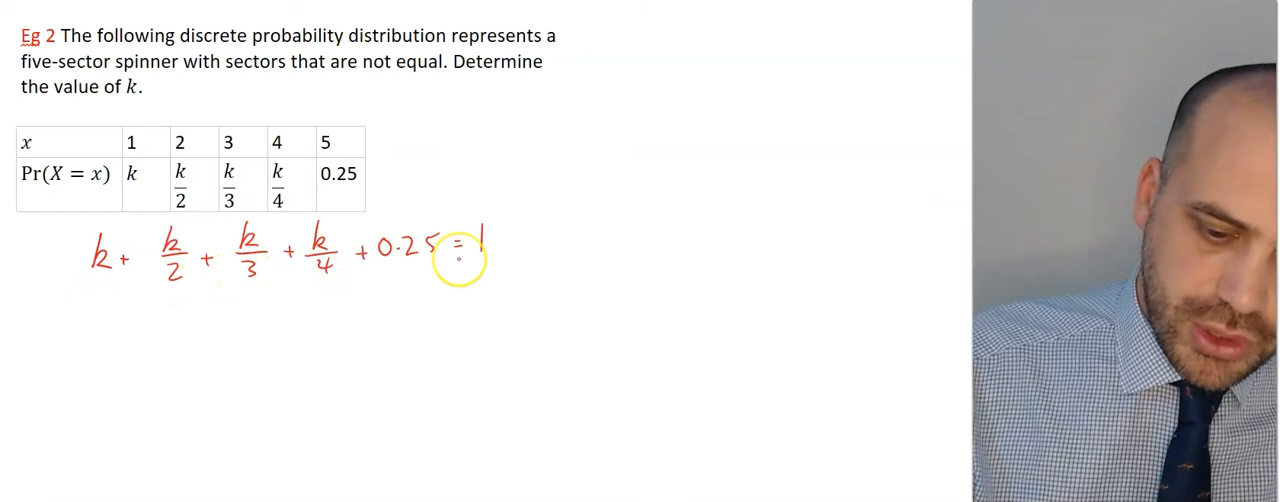 Eg 2 The following discrete probability distribution represents a
five-sector spinner with sectors that are not equal. Determine
the value of k.
x 1 2 3 4 5
Pr(X = x) k k/2 k/3 k/4 0.25
k + k/2 + k/3 + k/4 + 0.25 = 1